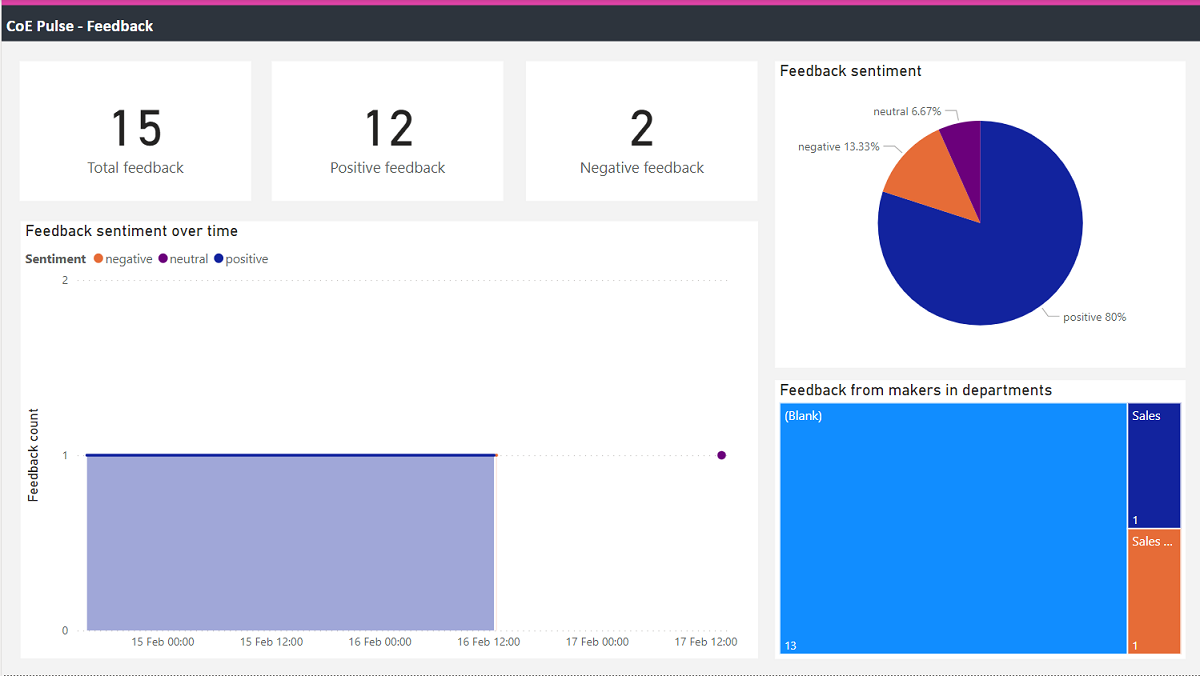 CoE Pulse - Feedback
15
Total feedback
12
Positive feedback
2
Negative feedback
Feedback sentiment over time
Sentiment negative neutral positive
2
1
0
Feedback count
15 Feb 00:00 15 Feb 12:00 16 Feb 00:00 16 Feb 12:00 17 Feb 00:00 17 Feb 12:00
Feedback sentiment
neutral 6.67%
negative 13.33%
positive 80%
Feedback from makers in departments
(Blank)
13
Sales
1
Sales ...
1